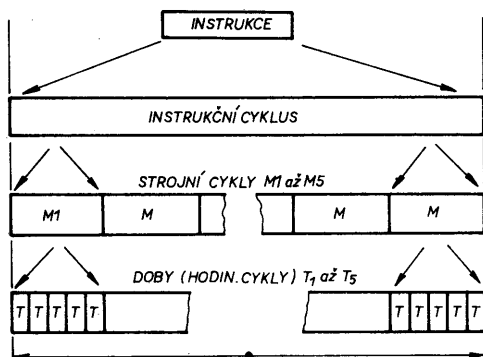 INSTRUKCE
INSTRUKČNÍ CYKLUS
STROJNÍ CYKLY M1 až M5
M1 M M M
DOBY (HODIN. CYKLY) T1 až T5
T T T T T T T T T T